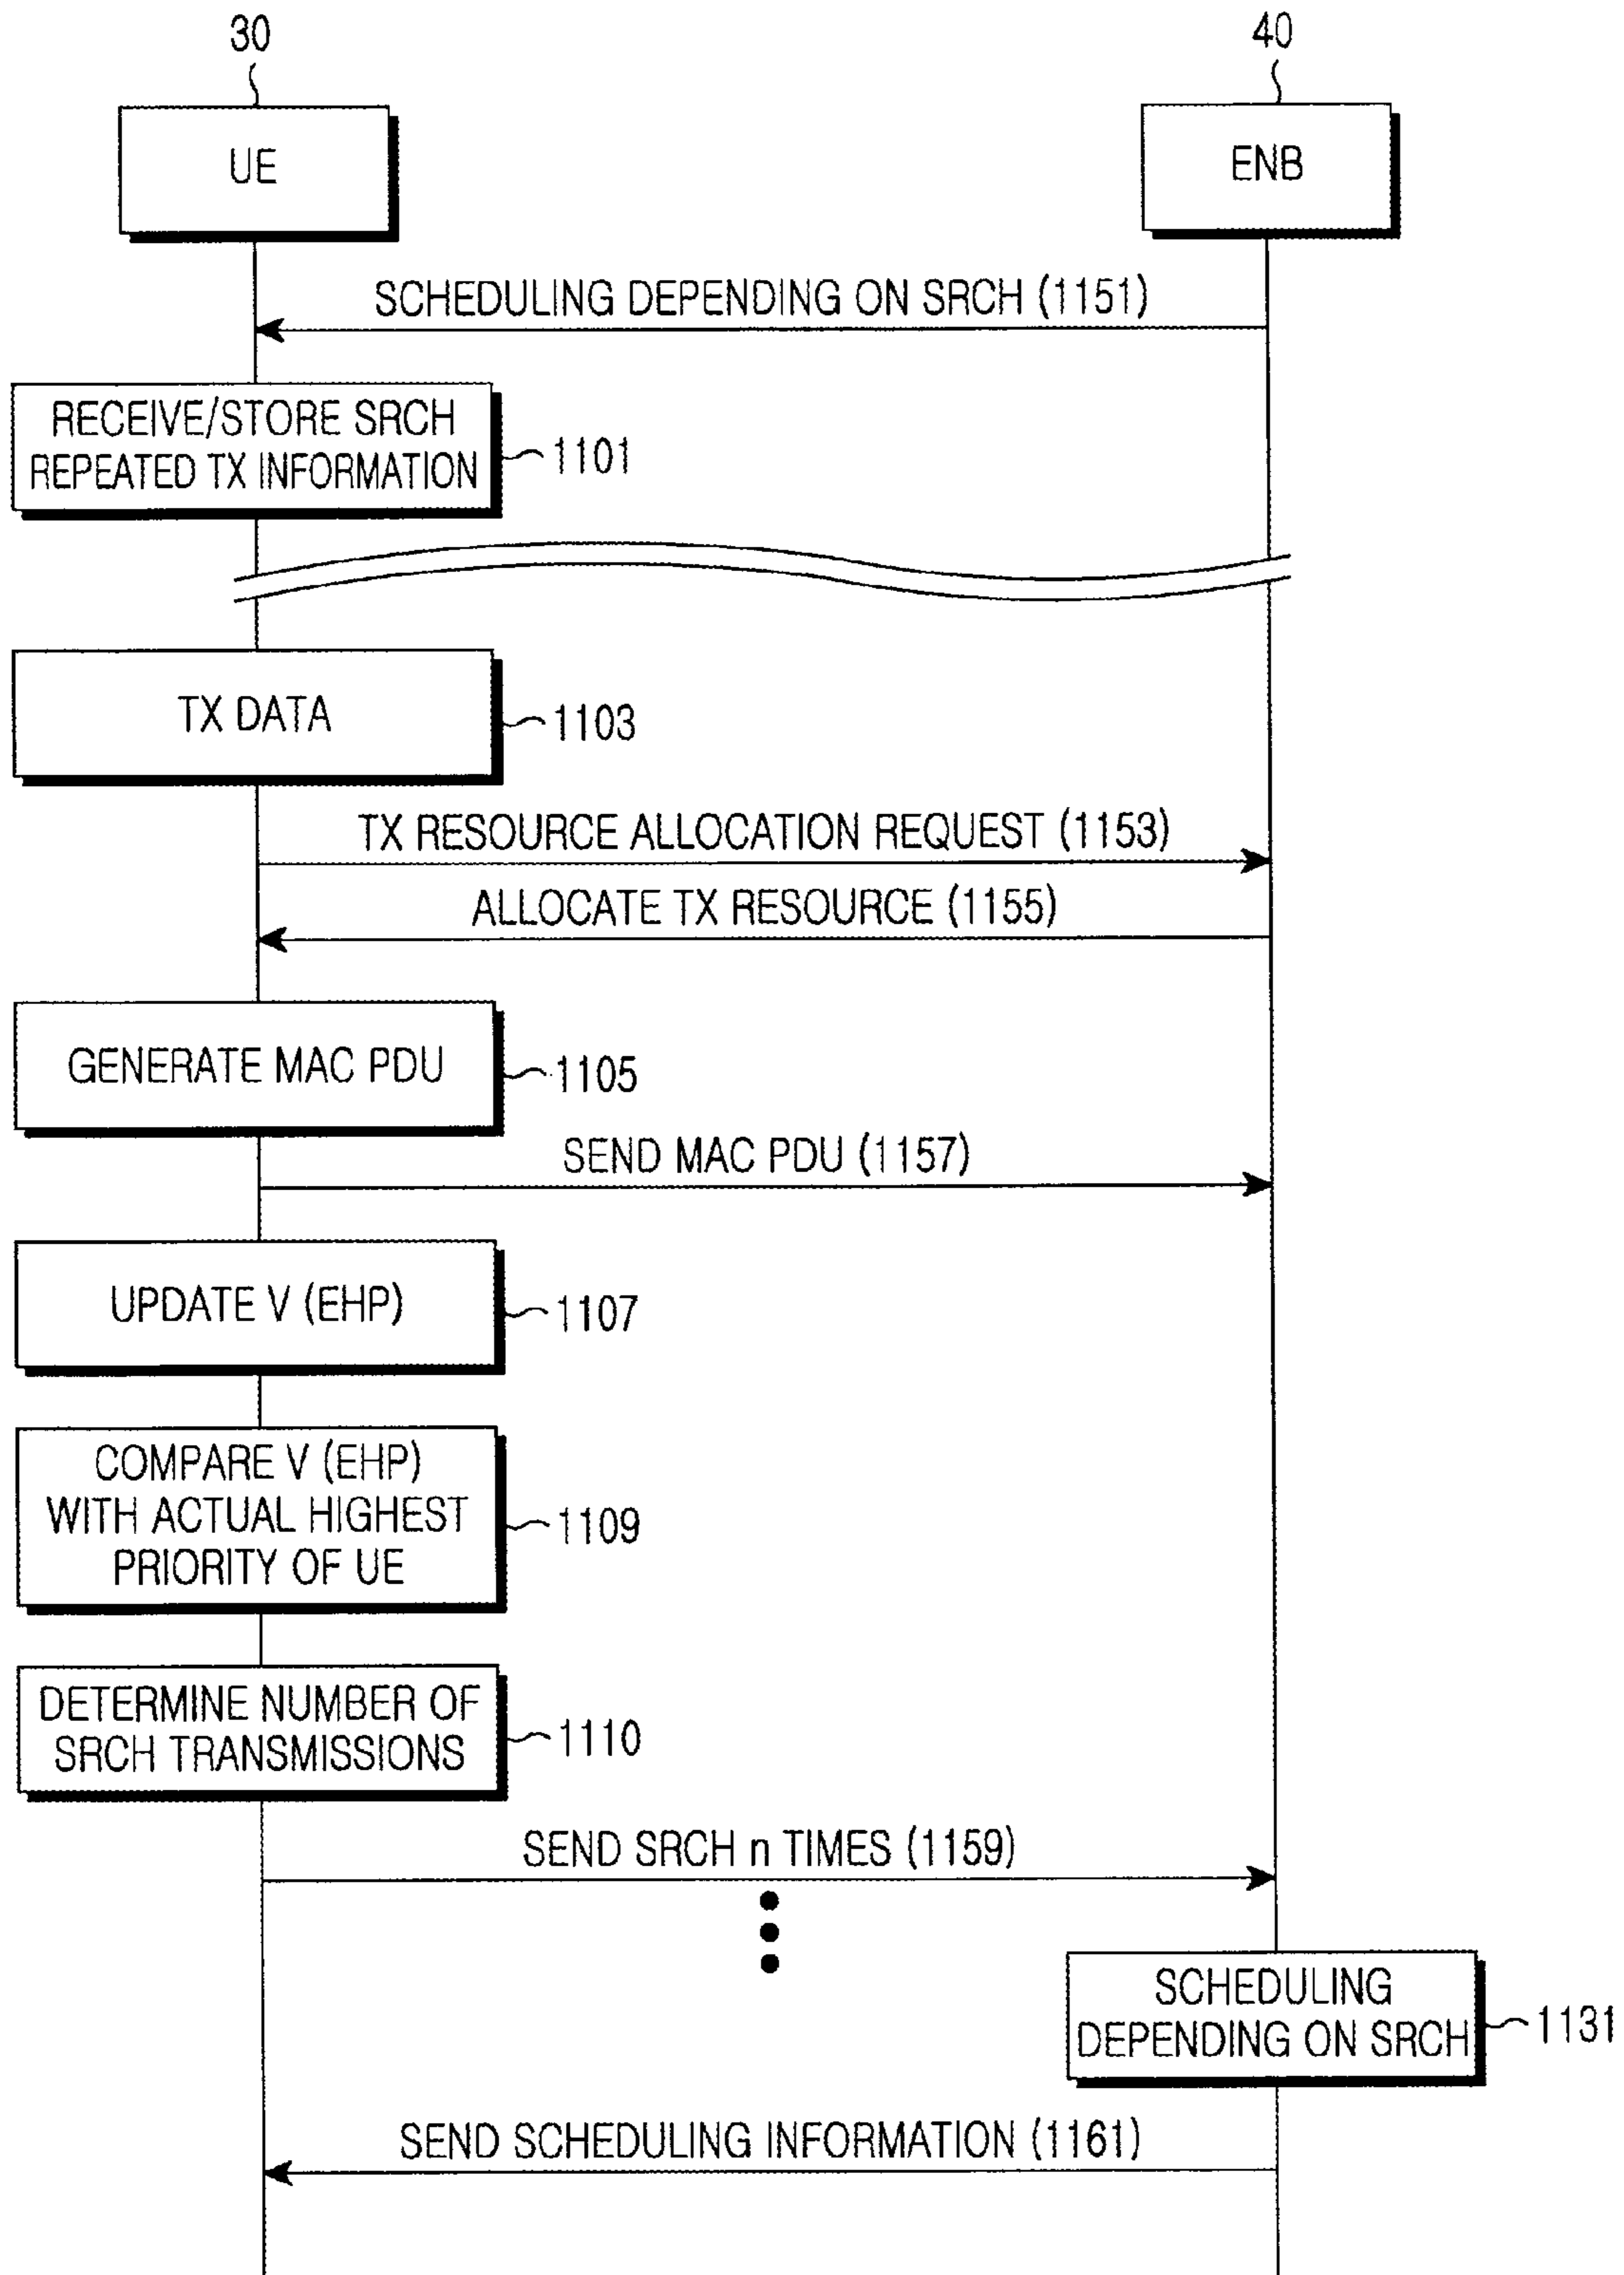 30
40
UE
ENB
SCHEDULING DEPENDING ON SRCH (1151)
RECEIVE/STORE SRCH
REPEATED TX INFORMATION
1101
TX DATA
1103
TX RESOURCE ALLOCATION REQUEST (1153)
ALLOCATE TX RESOURCE (1155)
GENERATE MAC PDU
1105
SEND MAC PDU (1157)
UPDATE V (EHP)
1107
COMPARE V (EHP)
WITH ACTUAL HIGHEST
PRIORITY OF UE
1109
DETERMINE NUMBER OF
SRCH TRANSMISSIONS
1110
SEND SRCH n TIMES (1159)
SCHEDULING
DEPENDING ON SRCH
1131
SEND SCHEDULING INFORMATION (1161)